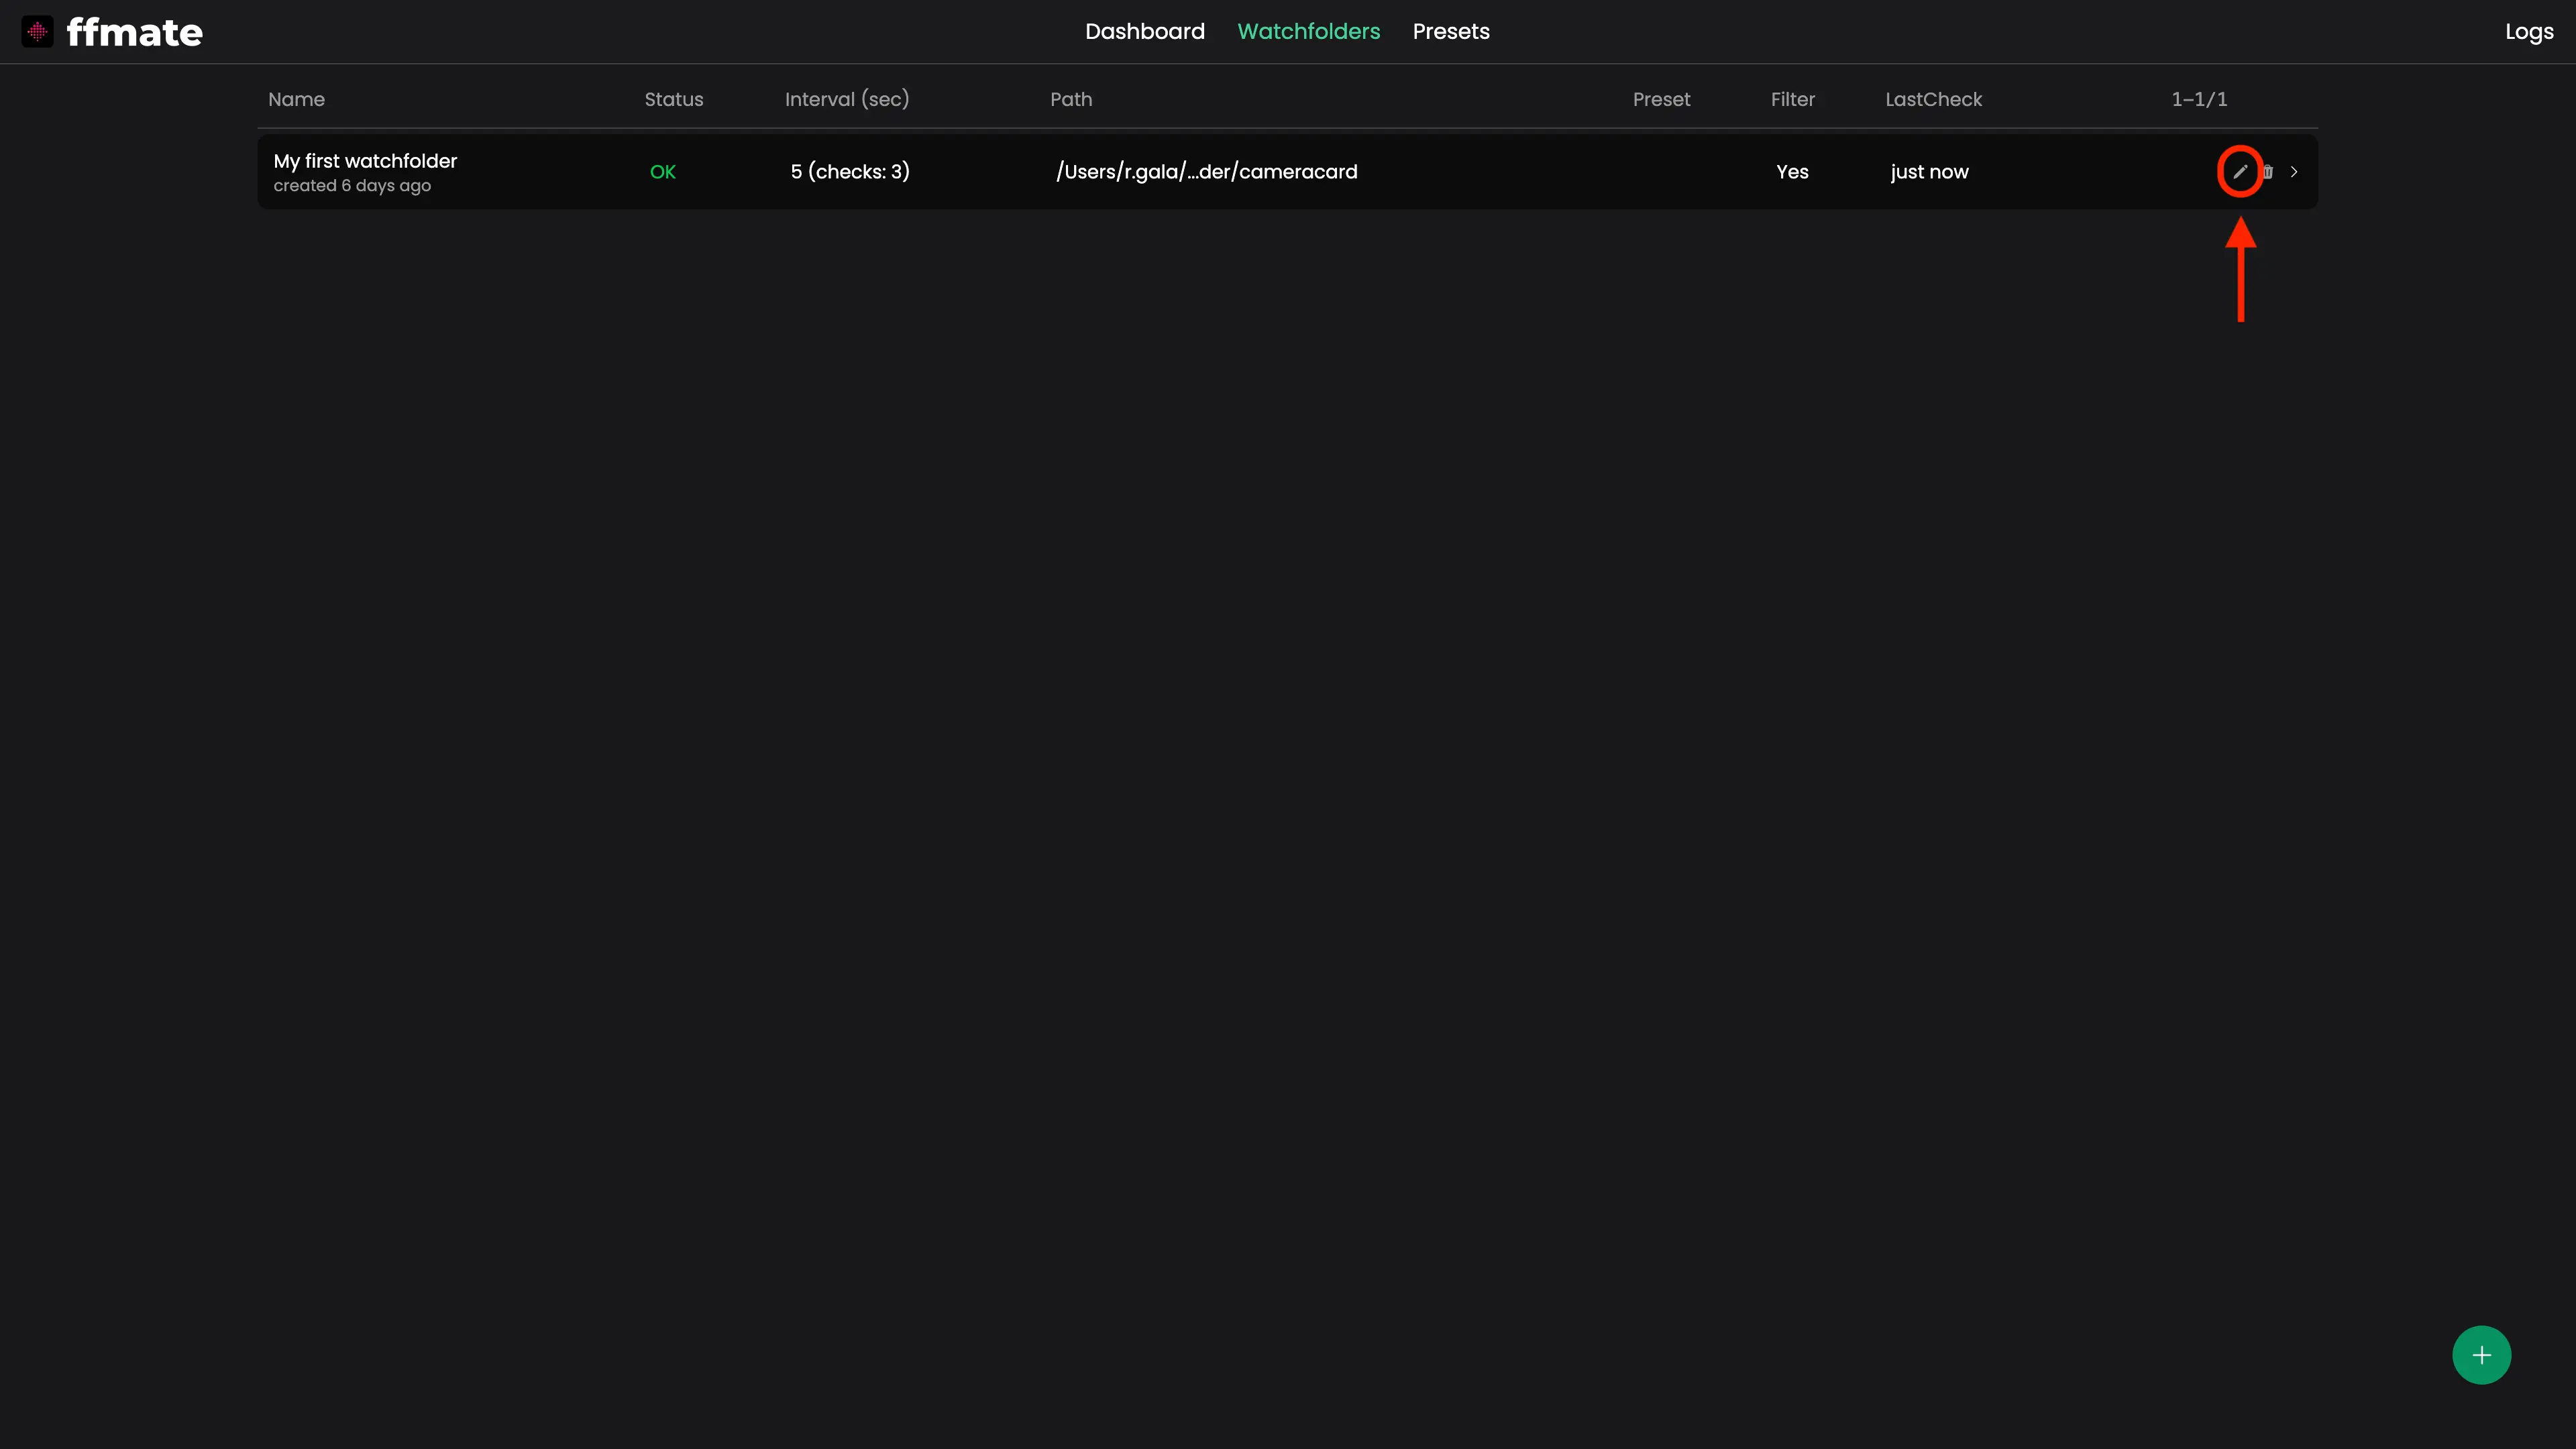 ffmate
Dashboard Watchfolders Presets
Logs
Name Status Interval (sec) Path Preset Filter LastCheck 1–1/1
My first watchfolder
created 6 days ago
OK 5 (checks: 3) /Users/r.gala/...der/cameracard Yes just now